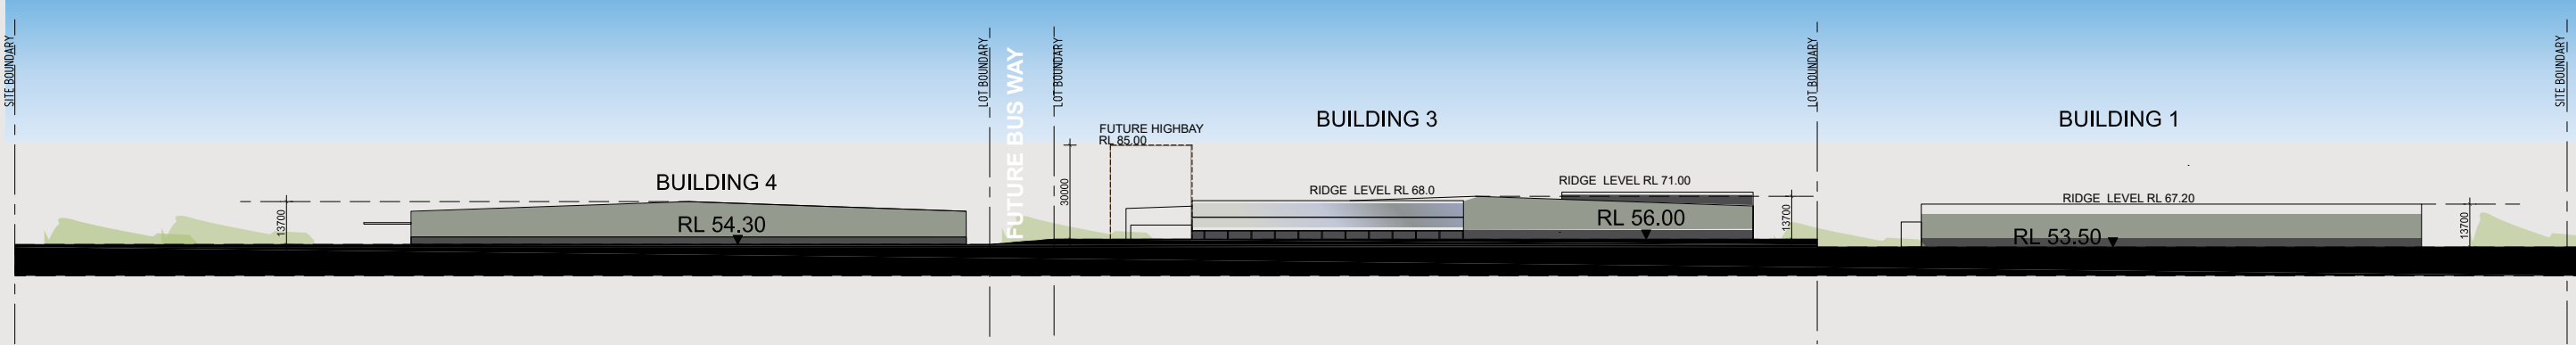 SITE BOUNDARY
BUILDING 4
13700
RL 54.30
LOT BOUNDARY
FUTURE BUS WAY
LOT BOUNDARY
FUTURE HIGHBAY
RL 85.00
30000
BUILDING 3
RIDGE LEVEL RL 68.0
RIDGE LEVEL RL 71.00
RL 56.00
13700
LOT BOUNDARY
BUILDING 1
RIDGE LEVEL RL 67.20
RL 53.50
13700
SITE BOUNDARY